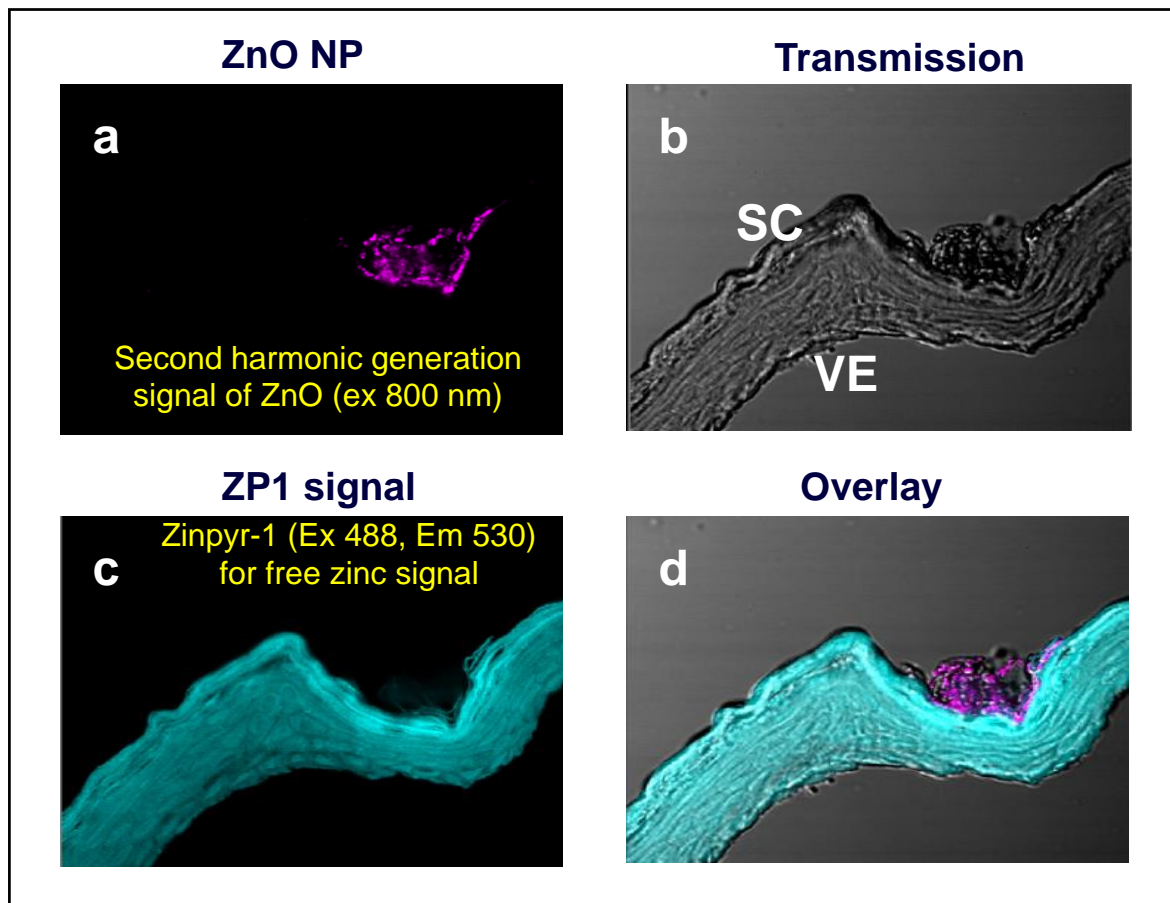 ZnO NP
Transmission
a
b
SC
VE
Second harmonic generation
signal of ZnO (ex 800 nm)
ZP1 signal
Overlay
Zinpyr-1 (Ex 488, Em 530)
for free zinc signal
c
d